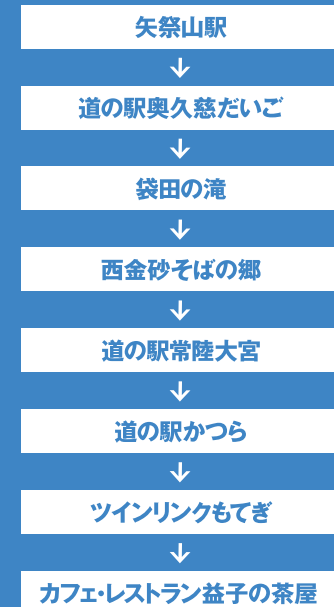 矢祭山駅
↓
道の駅奥久慈だいご
↓
袋田の滝
↓
西金砂そばの郷
↓
道の駅常陸大宮
↓
道の駅かつら
↓
ツインリンクもてぎ
↓
カフェ・レストラン益子の茶屋